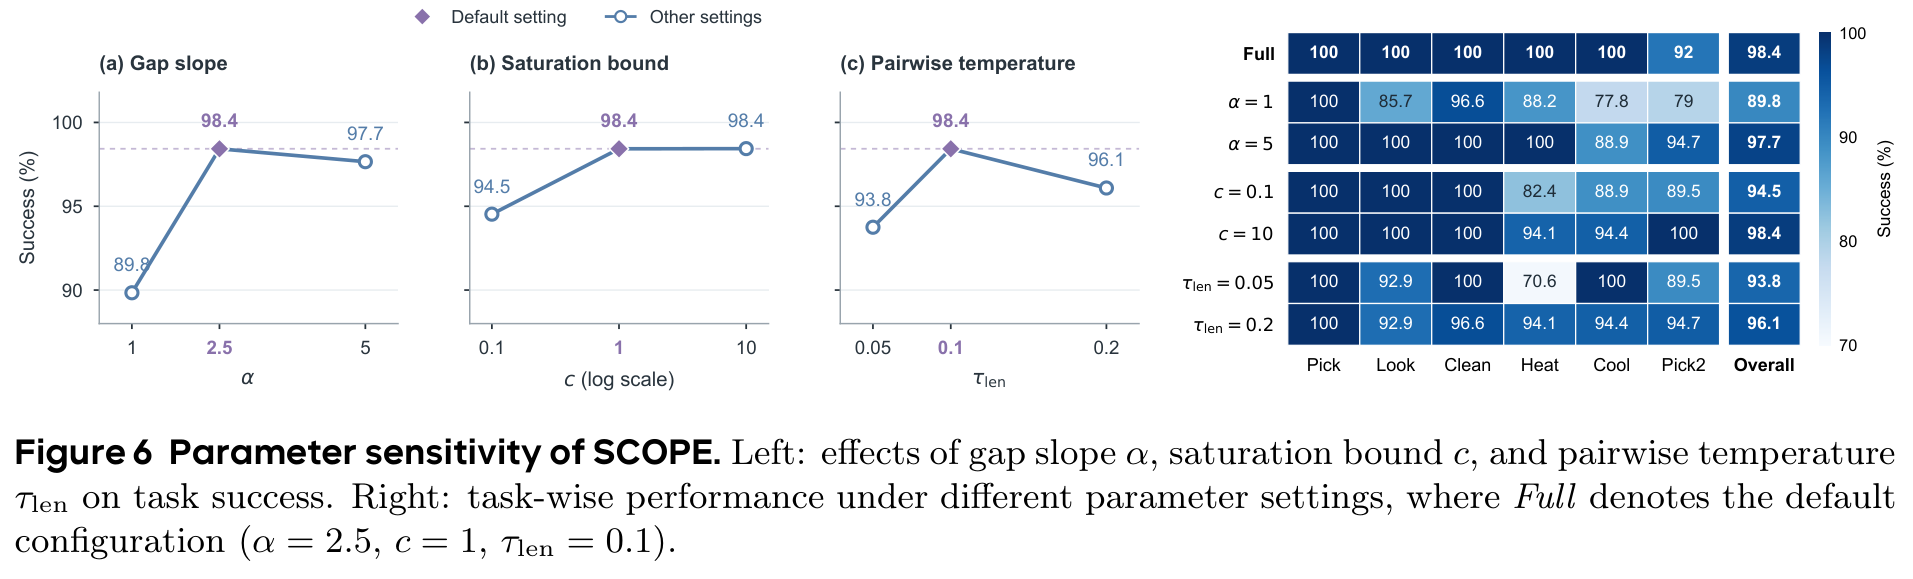 Default setting Other settings
(a) Gap slope
Success (%)
100
95
90
89.8
98.4
97.7
1 2.5 5
α
(b) Saturation bound
94.5
98.4
98.4
0.1 1 10
c (log scale)
(c) Pairwise temperature
93.8
98.4
96.1
0.05 0.1 0.2
τlen
Full 100 100 100 100 100 92 98.4
α = 1 100 85.7 96.6 88.2 77.8 79 89.8
α = 5 100 100 100 100 88.9 94.7 97.7
c = 0.1 100 100 100 82.4 88.9 89.5 94.5
c = 10 100 100 100 94.1 94.4 100 98.4
τlen = 0.05 100 92.9 100 70.6 100 89.5 93.8
τlen = 0.2 100 92.9 96.6 94.1 94.4 94.7 96.1
Pick Look Clean Heat Cool Pick2 Overall
100
90
80
70
Success (%)
Figure 6 Parameter sensitivity of SCOPE. Left: effects of gap slope α, saturation bound c, and pairwise temperature
τlen on task success. Right: task-wise performance under different parameter settings, where Full denotes the default
configuration (α = 2.5, c = 1, τlen = 0.1).